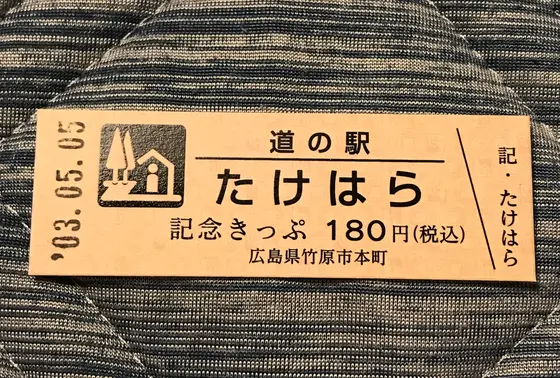 '03.05.05
道の駅
たけはら
記念きっぷ 180円(税込)
広島県竹原市本町
記・たけはら